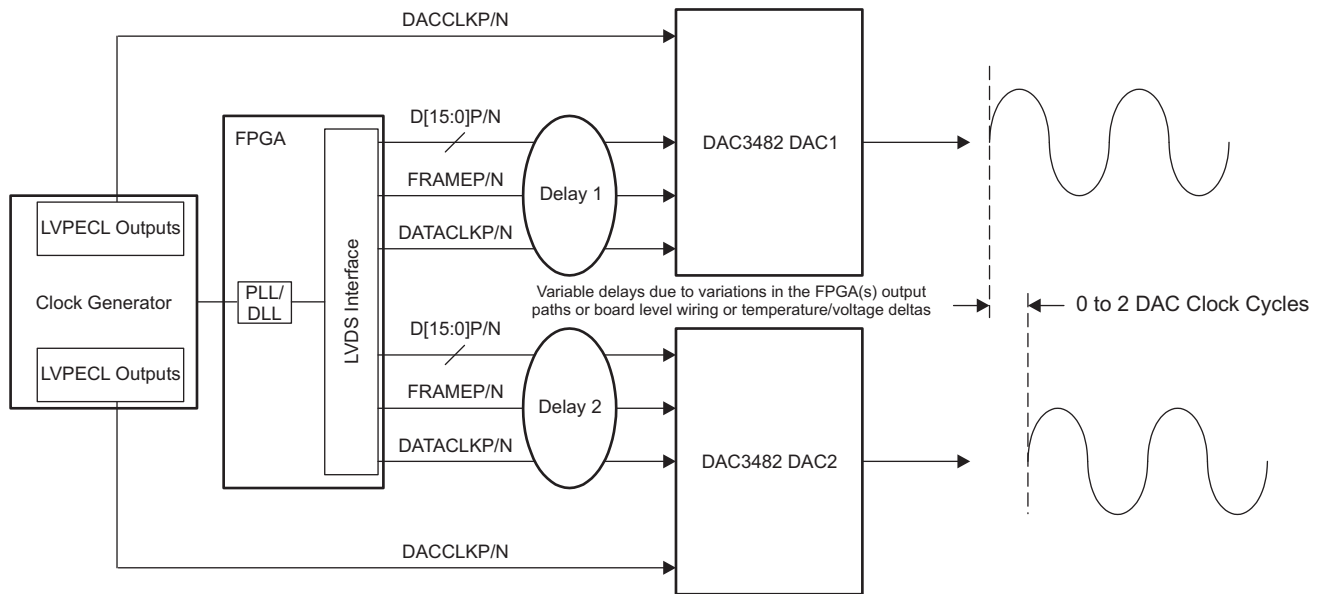 DACCLKP/N
D[15:0]P/N
FPGA
DAC3482 DAC1
FRAMEP/N
Delay 1
LVPECL Outputs
DATACLKP/N
LVDS Interface
Clock Generator
PLL/
DLL
Variable delays due to variations in the FPGA(s) output
paths or board level wiring or temperature/voltage deltas
0 to 2 DAC Clock Cycles
D[15:0]P/N
LVPECL Outputs
FRAMEP/N
Delay 2
DATACLKP/N
DAC3482 DAC2
DACCLKP/N